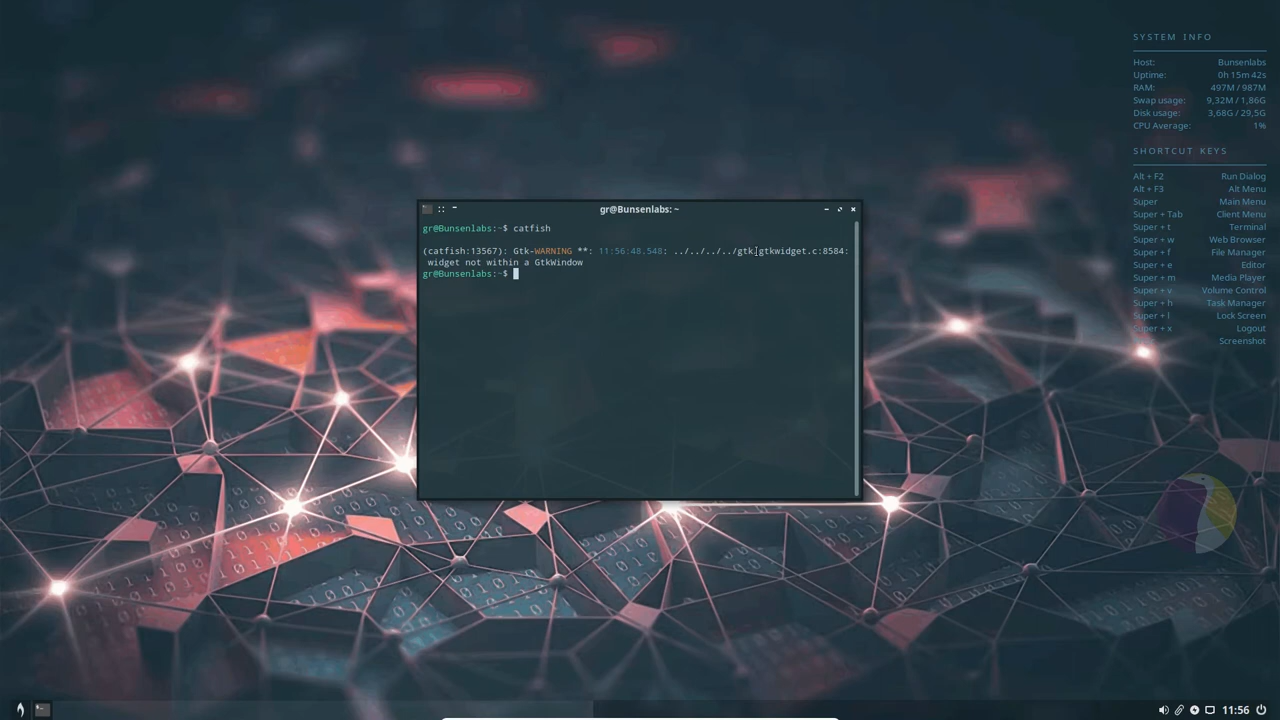 SYSTEM INFO
Host: Bunsenlabs
Uptime: 0h 15m 42s
RAM: 497M / 987M
Swap usage: 9,32M / 1,86G
Disk usage: 3,68G / 29,5G
CPU Average: 1%
SHORTCUT KEYS
Alt + F2 Run Dialog
Alt + F3 Alt Menu
Super Main Menu
Super + Tab Client Menu
Super + t Terminal
Super + w Web Browser
Super + f File Manager
Super + e Editor
Super + m Media Player
Super + v Volume Control
Super + h Task Manager
Super + l Lock Screen
Super + x Logout
Screenshot
gr@Bunsenlabs: ~
gr@Bunsenlabs:~$ catfish
(catfish:13567): Gtk-WARNING **: 11:56:48.548: ../../../../gtk/gtkwidget.c:8584:
widget not within a GtkWindow
gr@Bunsenlabs:~$
11:56